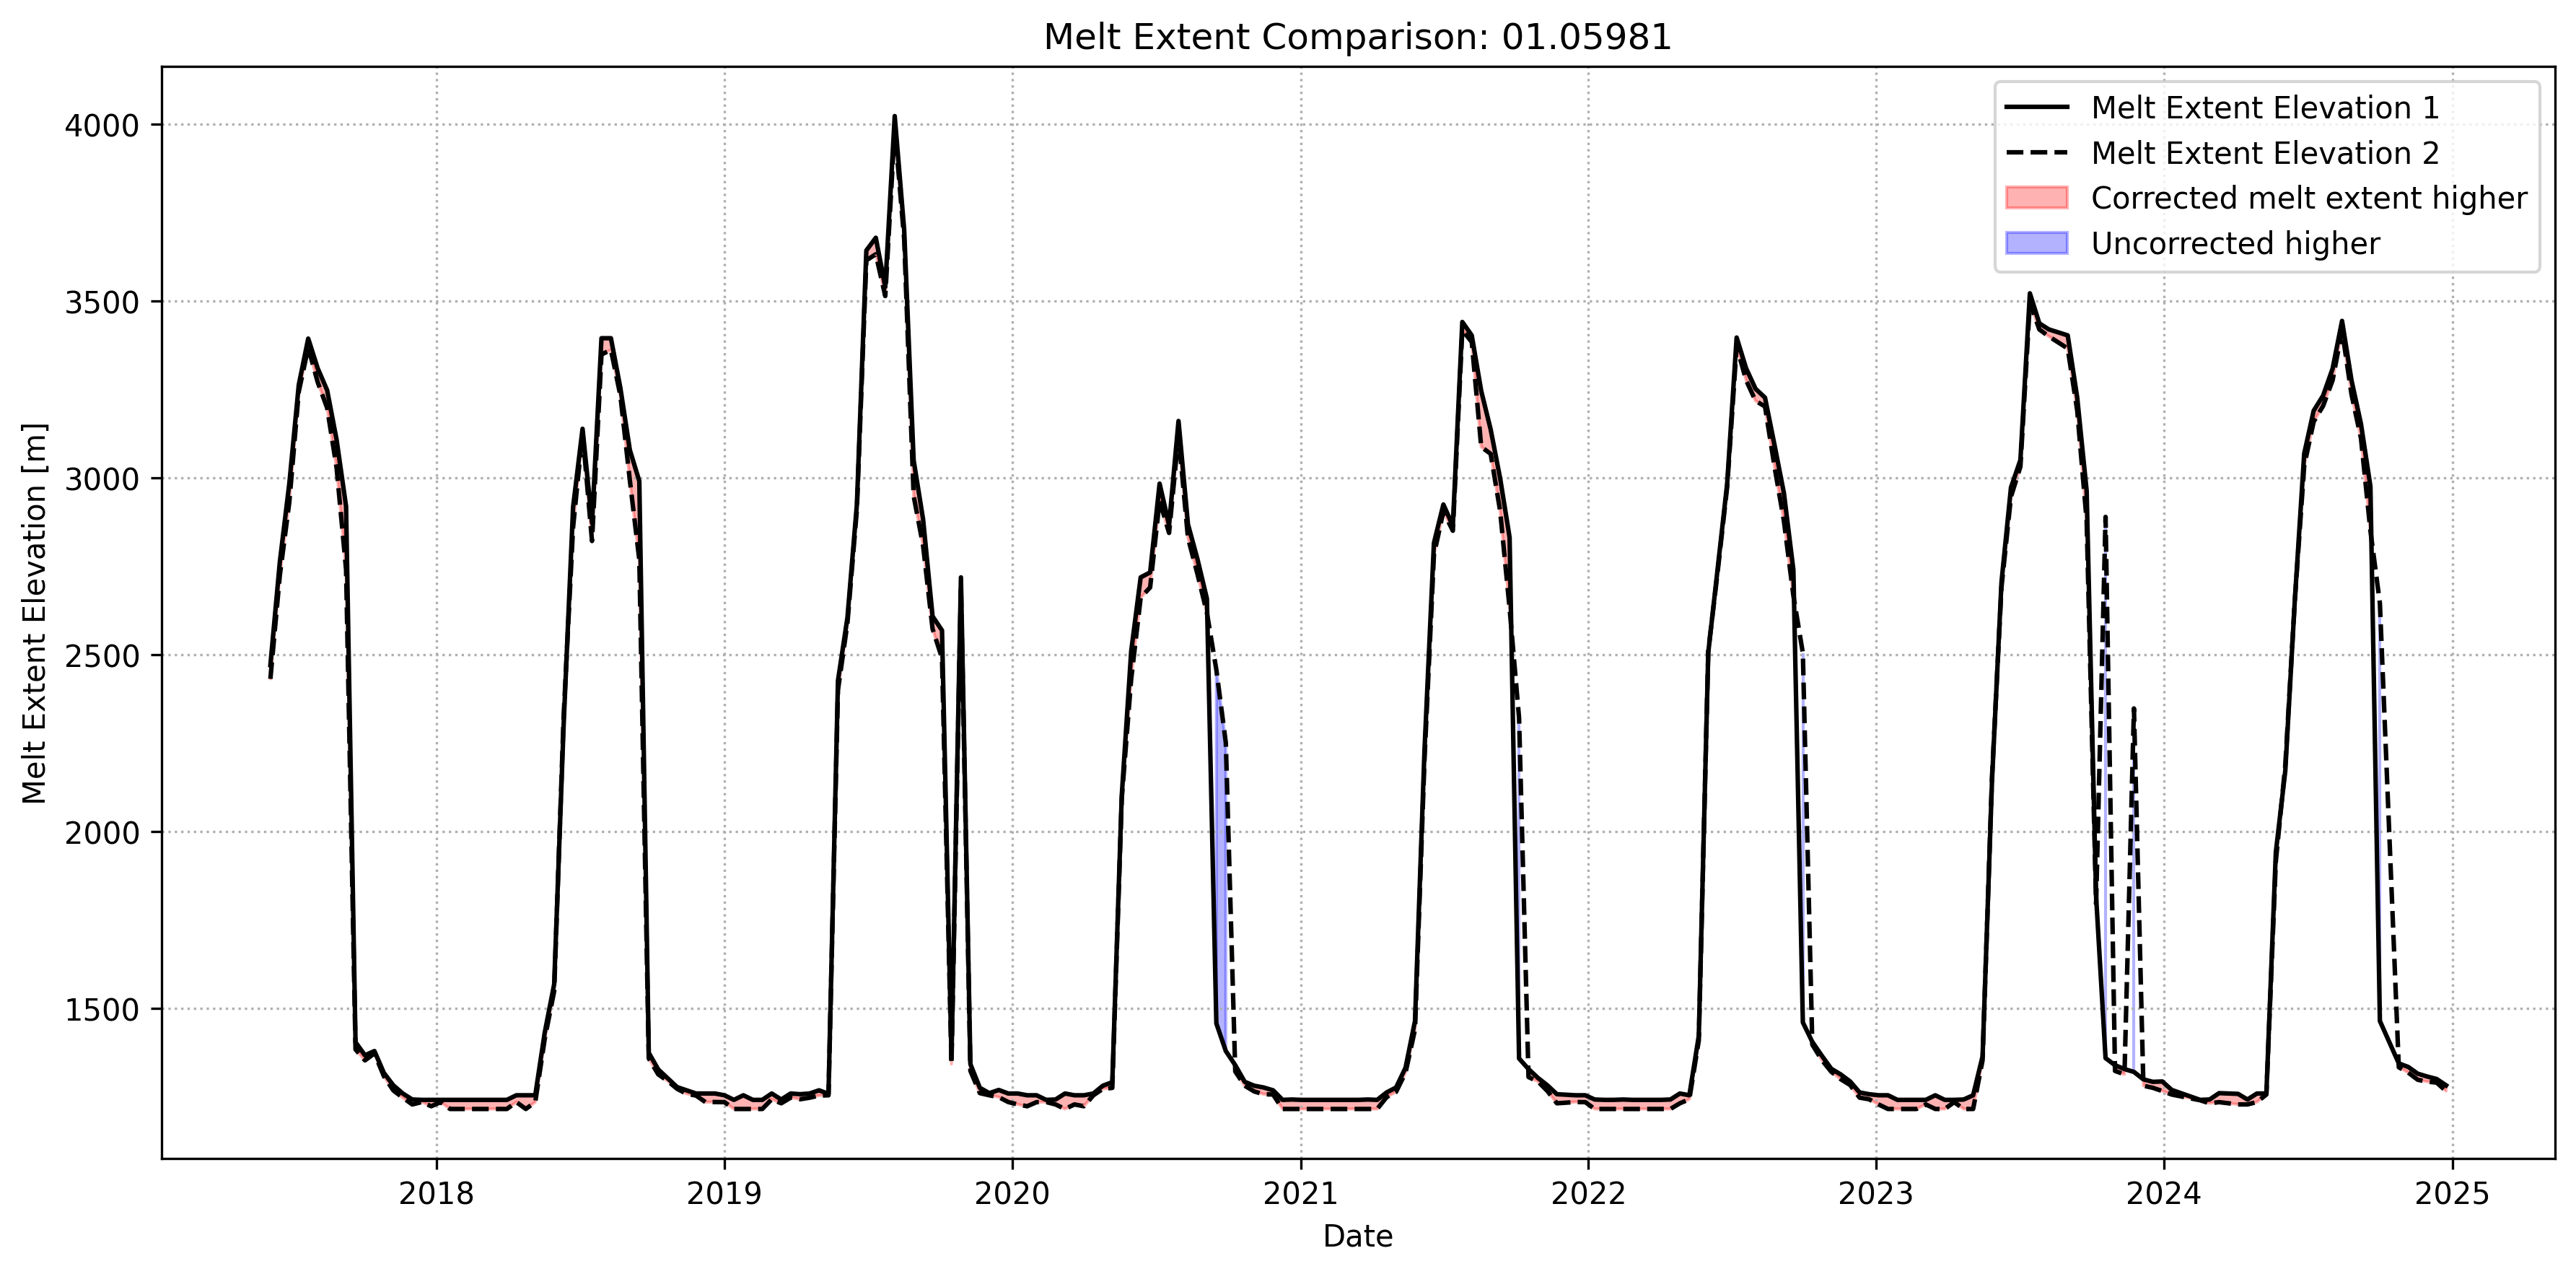 Melt Extent Comparison: 01.05981
Melt Extent Elevation 1
Melt Extent Elevation 2
Corrected melt extent higher
Uncorrected higher
Melt Extent Elevation [m]
4000
3500
3000
2500
2000
1500
2018 2019 2020 2021 2022 2023 2024 2025
Date